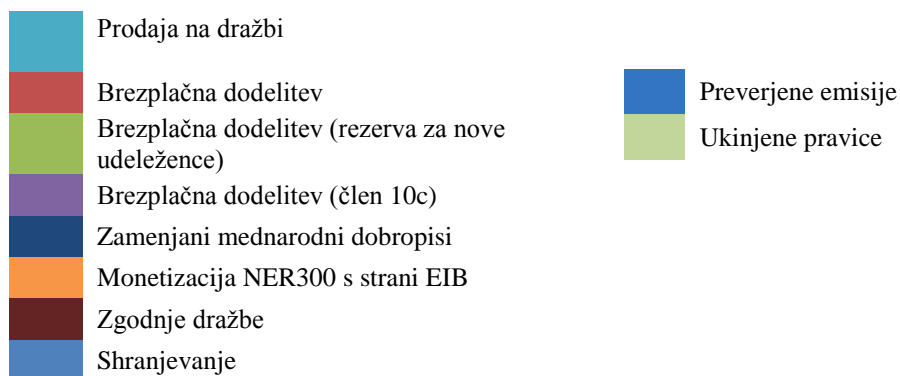 Prodaja na dražbi
Brezplačna dodelitev
Brezplačna dodelitev (rezerva za nove
udeležence)
Brezplačna dodelitev (člen 10c)
Zamenjani mednarodni dobropisi
Monetizacija NER300 s strani EIB
Zgodnje dražbe
Shranjevanje
Preverjene emisije
Ukinjene pravice